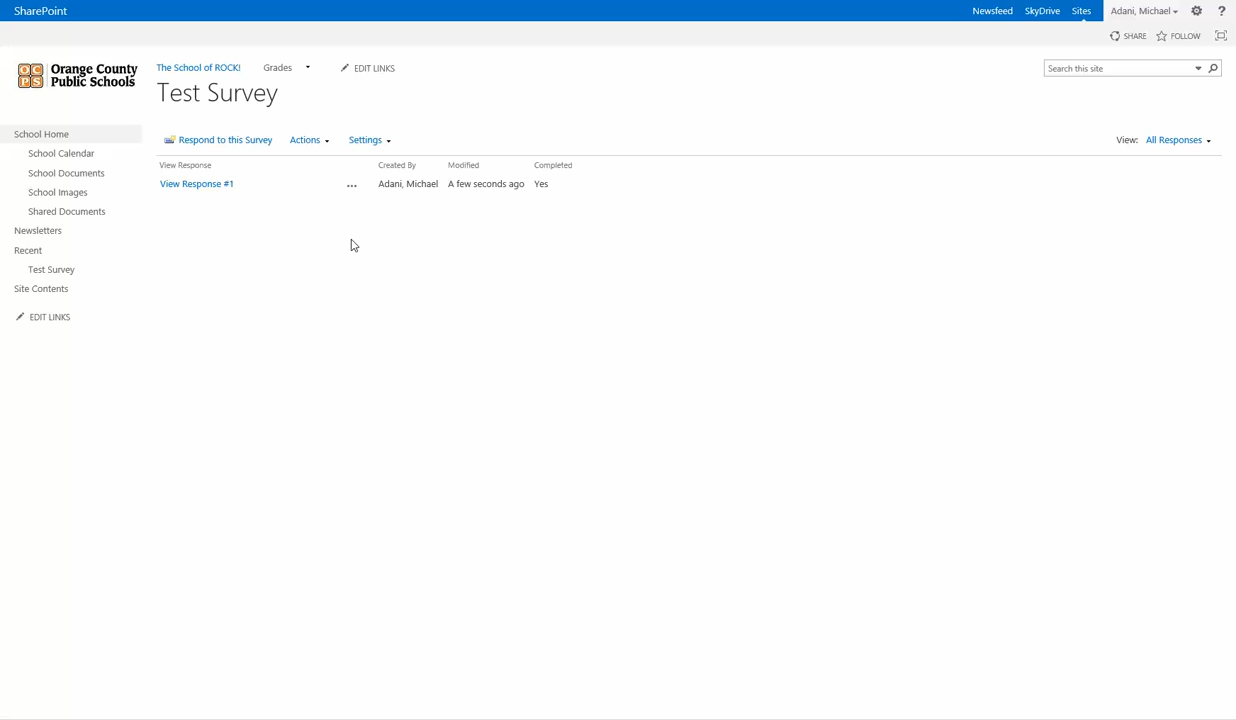 SharePoint
Newsfeed SkyDrive Sites Adani, Michael ?
SHARE FOLLOW
OC PS Orange County Public Schools
The School of ROCK! Grades EDIT LINKS
Search this site
Test Survey
School Home
School Calendar
School Documents
School Images
Shared Documents
Newsletters
Recent
Test Survey
Site Contents
EDIT LINKS
Respond to this Survey Actions Settings View: All Responses
View Response Created By Modified Completed
View Response #1 ... Adani, Michael A few seconds ago Yes